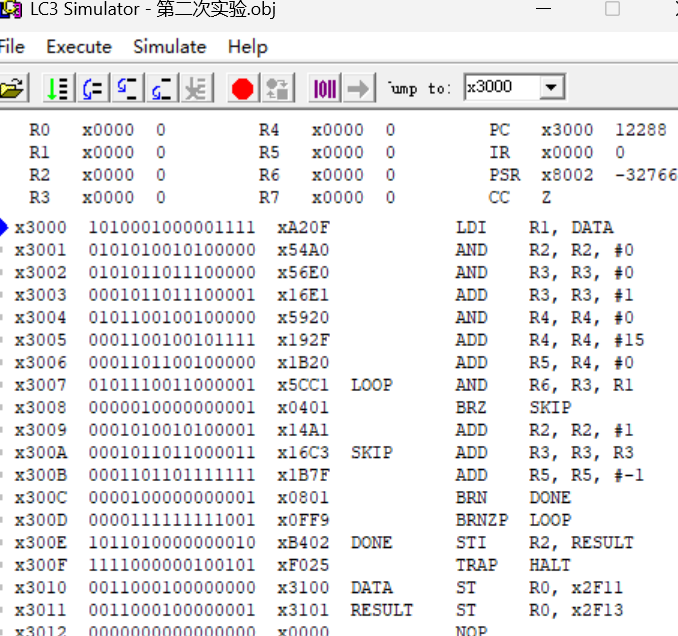 LC3 Simulator - 第二次实验.obj
File Execute Simulate Help
Jump to: x3000
R0 x0000 0 R4 x0000 0 PC x3000 12288
R1 x0000 0 R5 x0000 0 IR x0000 0
R2 x0000 0 R6 x0000 0 PSR x8002 -32766
R3 x0000 0 R7 x0000 0 CC Z
x3000 1010001000001111 xA20F LDI R1, DATA
x3001 0101010010100000 x54A0 AND R2, R2, #0
x3002 0101011011100000 x56E0 AND R3, R3, #0
x3003 0001011011100001 x16E1 ADD R3, R3, #1
x3004 0101100100100000 x5920 AND R4, R4, #0
x3005 0001100100101111 x192F ADD R4, R4, #15
x3006 0001101100100000 x1B20 ADD R5, R4, #0
x3007 0101110011000001 x5CC1 LOOP AND R6, R3, R1
x3008 0000010000000001 x0401 BRZ SKIP
x3009 0001010010100001 x14A1 ADD R2, R2, #1
x300A 0001011011000011 x16C3 SKIP ADD R3, R3, R3
x300B 0001101101111111 x1B7F ADD R5, R5, #-1
x300C 0000100000000001 x0801 BRN DONE
x300D 0000111111111001 x0FF9 BRNZP LOOP
x300E 1011010000000010 xB402 DONE STI R2, RESULT
x300F 1111000000100101 xF025 TRAP HALT
x3010 0011000100000000 x3100 DATA ST R0, x2F11
x3011 0011000100000001 x3101 RESULT ST R0, x2F13
x3012 0000000000000000 x0000 NOP